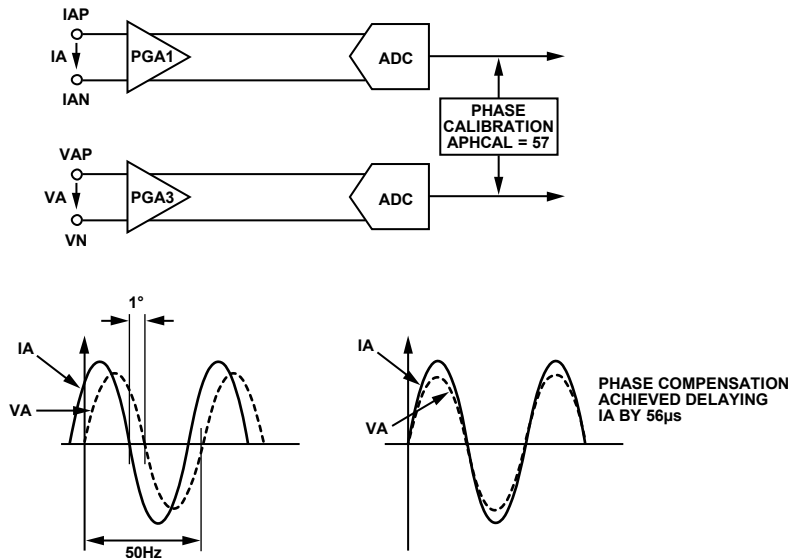 IAP
IA
IAN
PGA1
ADC
PHASE
CALIBRATION
APHCAL = 57
VAP
VA
VN
PGA3
ADC
1°
IA
VA
50Hz
IA
VA
PHASE COMPENSATION
ACHIEVED DELAYING
IA BY 56µs